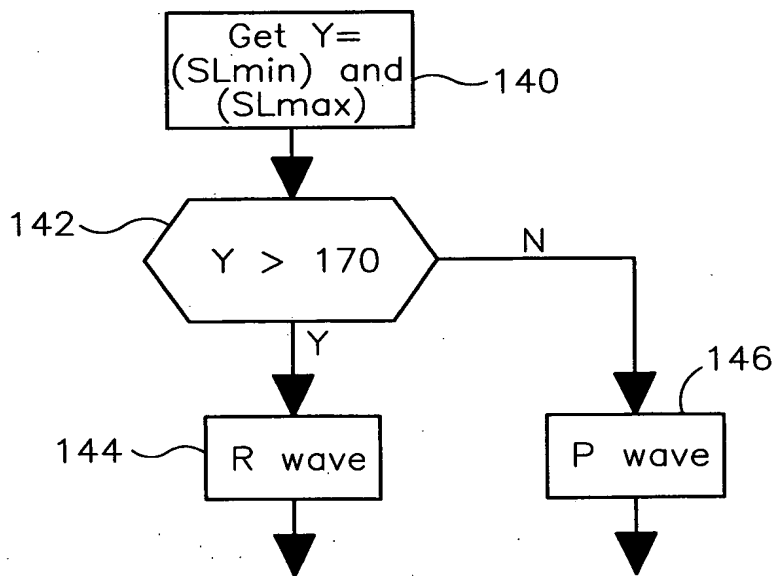 Get Y=
(SLmin) and
(SLmax)
140
142
Y > 170
N
Y
146
144
R wave
P wave